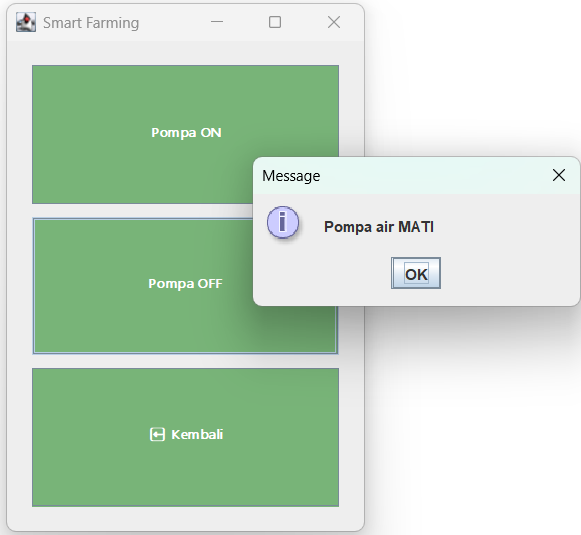 Smart Farming
Pompa ON
Message
Pompa air MATI
OK
Pompa OFF
Kembali